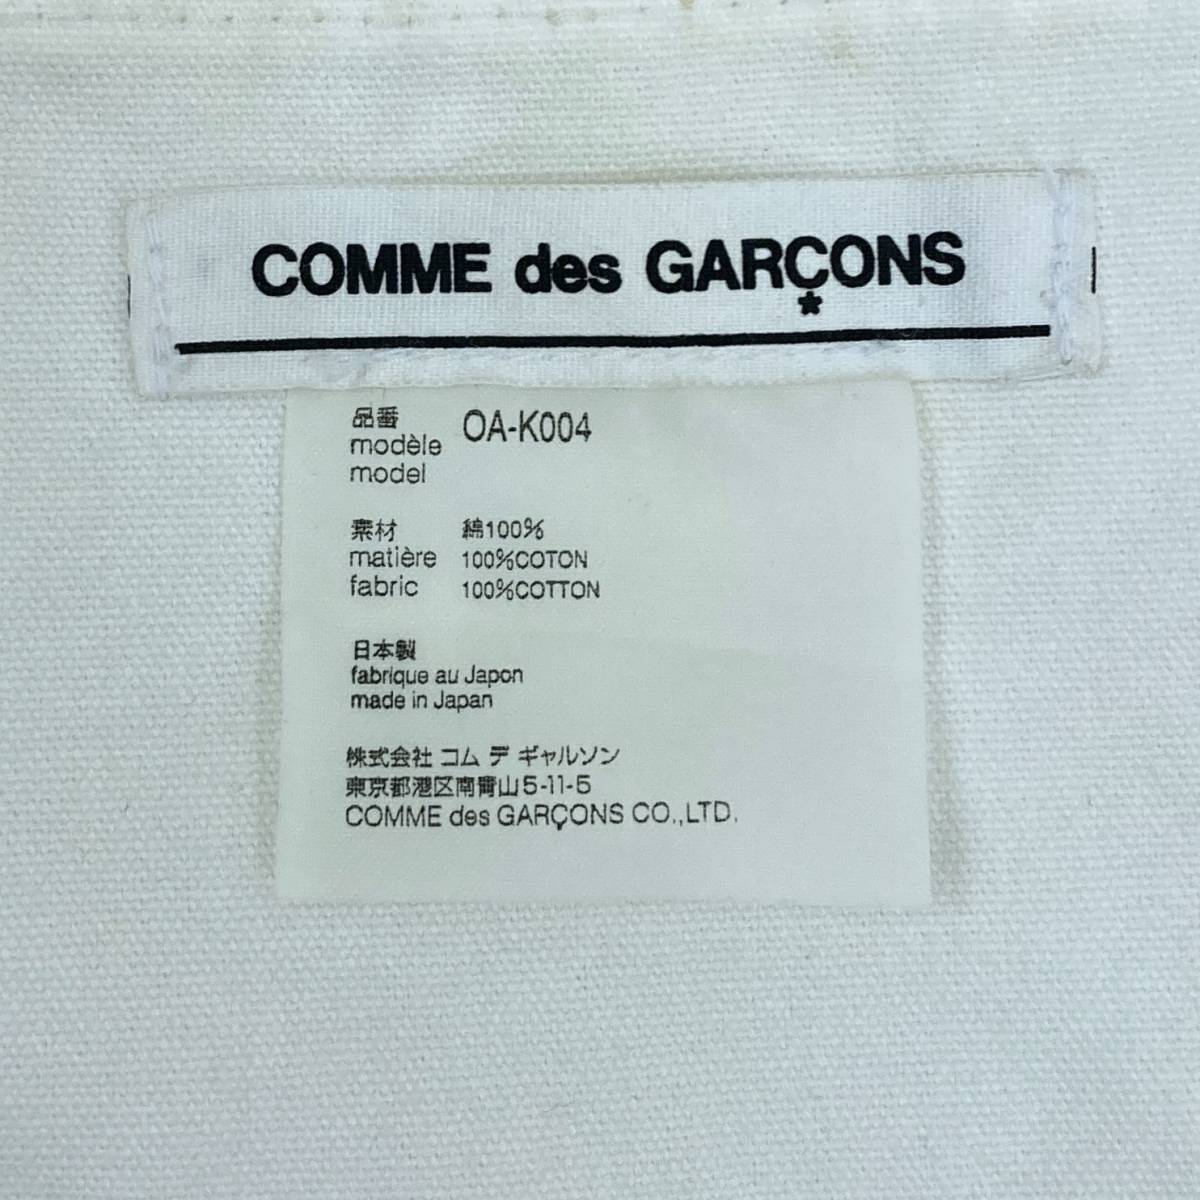 COMME des GARÇONS
品番 OA-K004
modèle
model
素材 綿100%
matière 100%COTON
fabric 100%COTTON
日本製
fabrique au Japon
made in Japan
株式会社 コム デ ギャルソン
東京都港区南青山5-11-5
COMME des GARÇONS CO.,LTD.